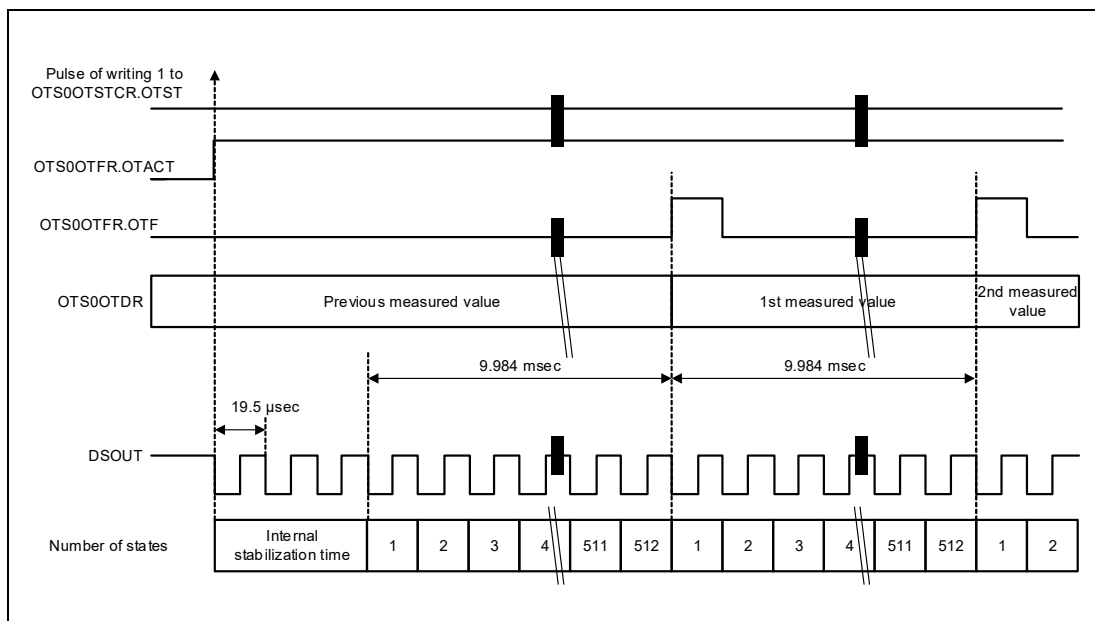 Pulse of writing 1 to
OTS0OTSTCR.OTST
OTS0OTFR.OTACT
OTS0OTFR.OTF
OTS0OTDR
Previous measured value
1st measured value
2nd measured
value
9.984 msec
9.984 msec
19.5 μsec
DSOUT
Number of states
Internal
stabilization time
1
2
3
4
511
512
1
2
3
4
511
512
1
2